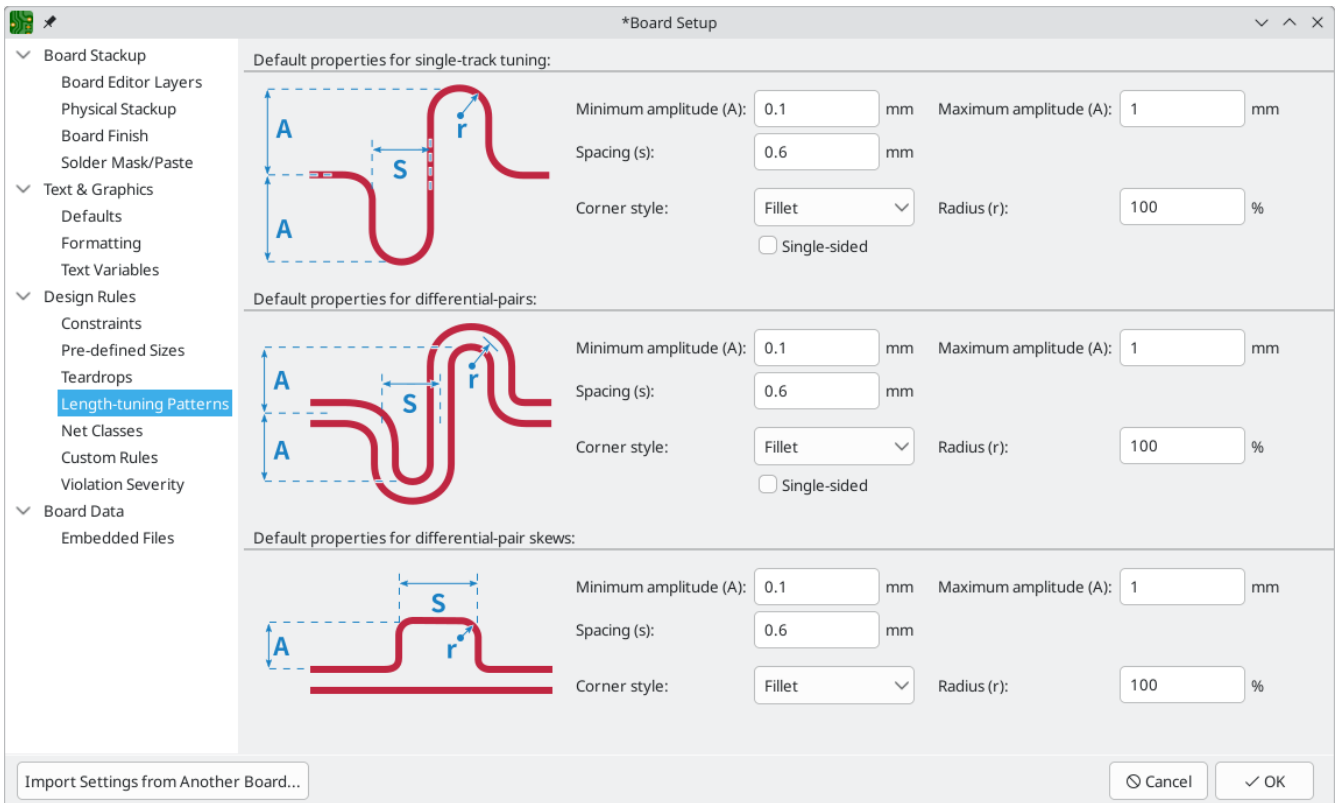 *Board Setup
Board Stackup
Board Editor Layers
Physical Stackup
Board Finish
Solder Mask/Paste
Text & Graphics
Defaults
Formatting
Text Variables
Design Rules
Constraints
Pre-defined Sizes
Teardrops
Length-tuning Patterns
Net Classes
Custom Rules
Violation Severity
Board Data
Embedded Files
Default properties for single-track tuning:
A
S
r
A
Minimum amplitude (A): 0.1 mm Maximum amplitude (A): 1 mm
Spacing (s): 0.6 mm
Corner style: Fillet Radius (r): 100 %
Single-sided
Default properties for differential-pairs:
A
S
r
A
Minimum amplitude (A): 0.1 mm Maximum amplitude (A): 1 mm
Spacing (s): 0.6 mm
Corner style: Fillet Radius (r): 100 %
Single-sided
Default properties for differential-pair skews:
S
A
r
Minimum amplitude (A): 0.1 mm Maximum amplitude (A): 1 mm
Spacing (s): 0.6 mm
Corner style: Fillet Radius (r): 100 %
Import Settings from Another Board... Cancel OK